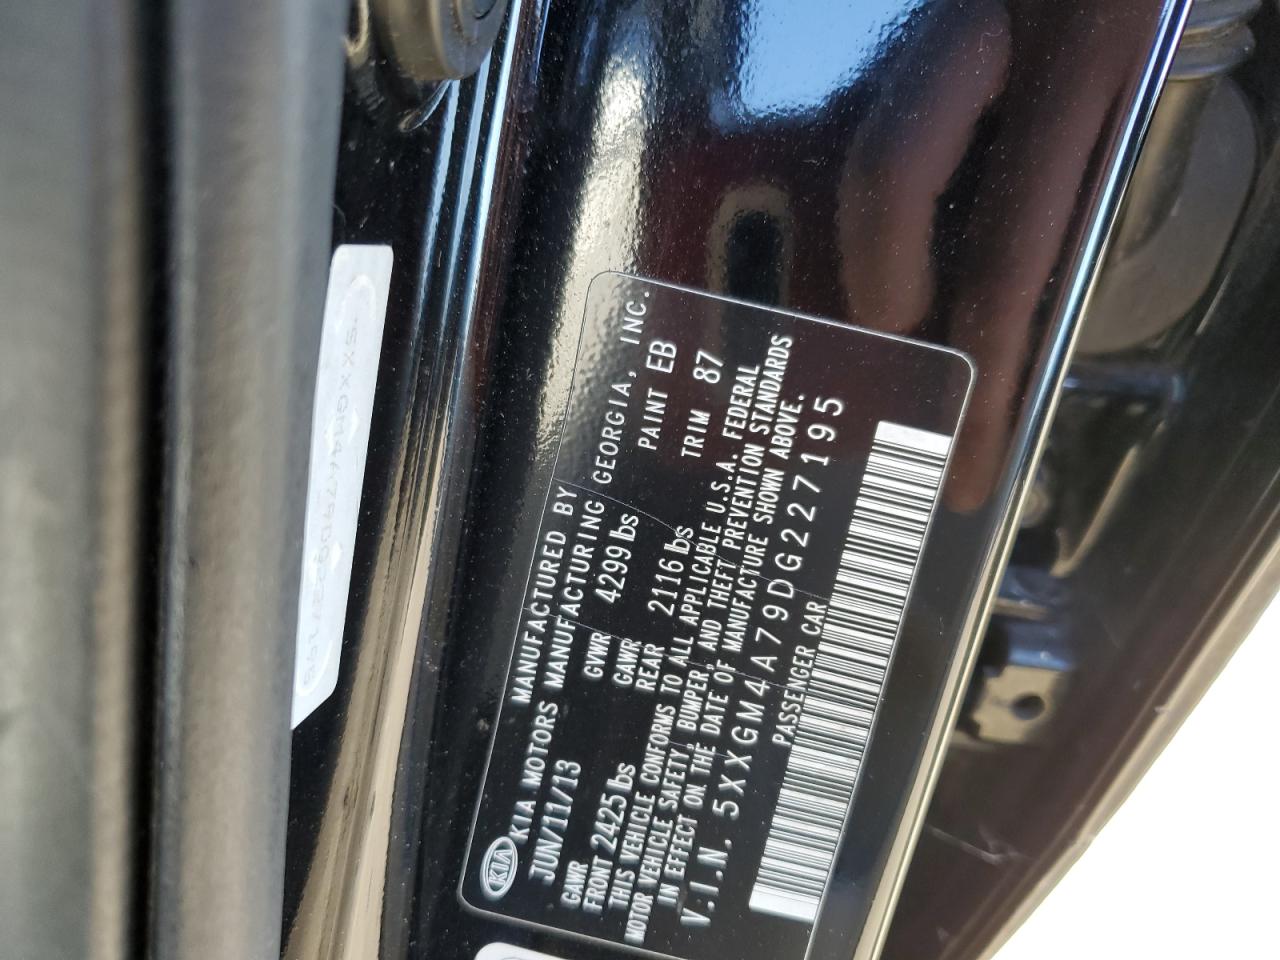 KIA
MANUFACTURED BY
KIA MOTORS MANUFACTURING GEORGIA, INC.
JUN/11/13 GVWR 4299 lbs PAINT EB
GAWR FRONT 2425 lbs GAWR REAR 2116 lbs TRIM 87
THIS VEHICLE CONFORMS TO ALL APPLICABLE U.S.A. FEDERAL
MOTOR VEHICLE SAFETY, BUMPER, AND THEFT PREVENTION STANDARDS
IN EFFECT ON THE DATE OF MANUFACTURE SHOWN ABOVE.
V.I.N. 5XXGM4A79DG227195
PASSENGER CAR
5XXGM4A79DG227195